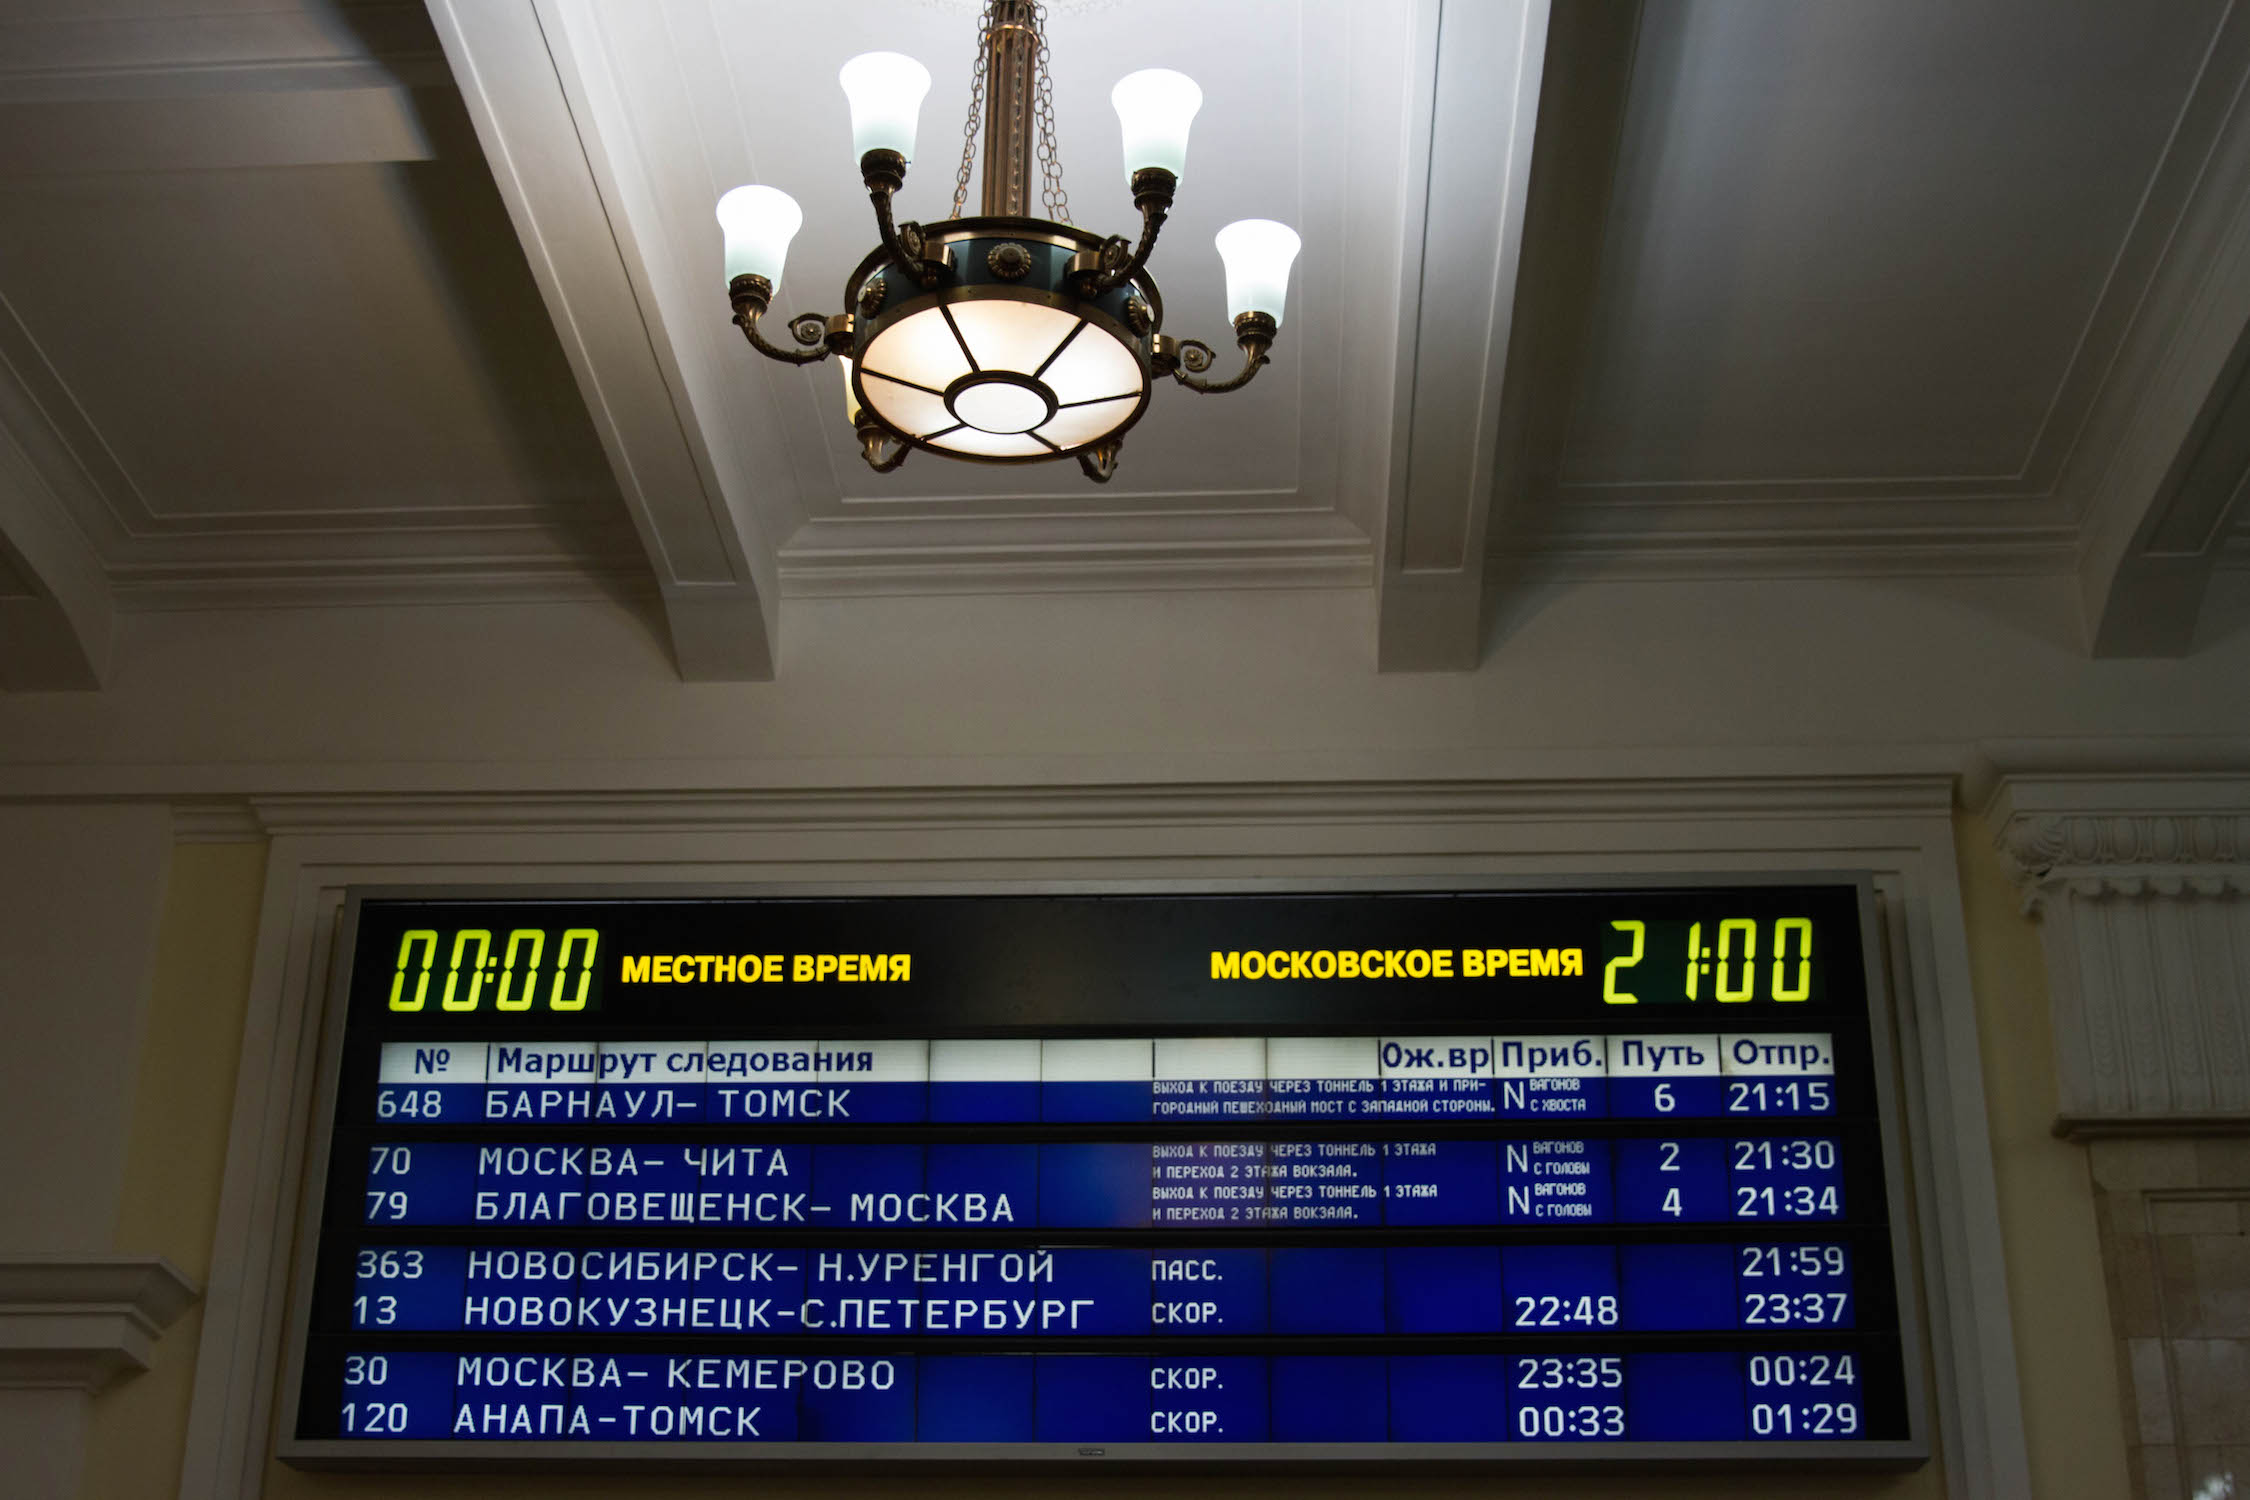 00:00 МЕСТНОЕ ВРЕМЯ МОСКОВСКОЕ ВРЕМЯ 21:00
№ Маршрут следования Ож.вр Приб. Путь Отпр.
648 БАРНАУЛ– ТОМСК ВЫХОД К ПОЕЗДУ ЧЕРЕЗ ТОННЕЛЬ 1 ЭТАЖА И ПРИ-
ГОРОДНЫЙ ПЕШЕХОДНЫЙ МОСТ С ЗАПАДНОЙ СТОРОНЫ. N ВАГОНОВ С ХВОСТА 6 21:15
70 МОСКВА– ЧИТА ВЫХОД К ПОЕЗДУ ЧЕРЕЗ ТОННЕЛЬ 1 ЭТАЖА
И ПЕРЕХОД 2 ЭТАЖА ВОКЗАЛА. N ВАГОНОВ С ГОЛОВЫ 2 21:30
79 БЛАГОВЕЩЕНСК– МОСКВА ВЫХОД К ПОЕЗДУ ЧЕРЕЗ ТОННЕЛЬ 1 ЭТАЖА
И ПЕРЕХОД 2 ЭТАЖА ВОКЗАЛА. N ВАГОНОВ С ГОЛОВЫ 4 21:34
363 НОВОСИБИРСК– Н.УРЕНГОЙ ПАСС. 21:59
13 НОВОКУЗНЕЦК-С.ПЕТЕРБУРГ СКОР. 22:48 23:37
30 МОСКВА– КЕМЕРОВО СКОР. 23:35 00:24
120 АНАПА-ТОМСК СКОР. 00:33 01:29